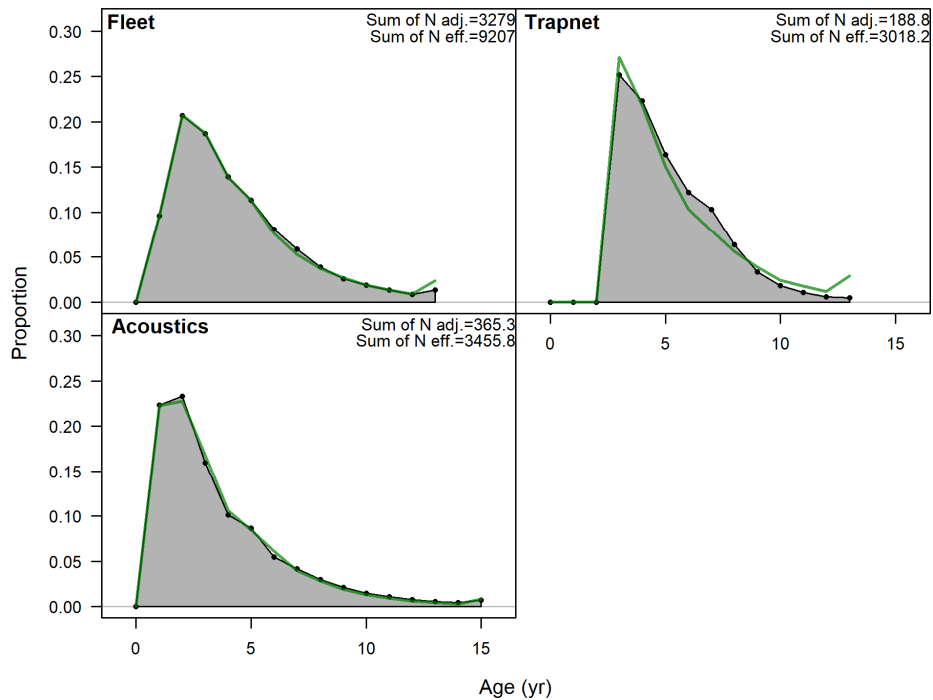 Fleet
Sum of N adj.=3279
Sum of N eff.=9207
Trapnet
Sum of N adj.=188.8
Sum of N eff.=3018.2
0.30
0.25
0.20
0.15
0.10
0.05
0.00
0 5 10 15
Acoustics
Sum of N adj.=365.3
Sum of N eff.=3455.8
0.30
0.25
0.20
0.15
0.10
0.05
0.00
0 5 10 15
Proportion
Age (yr)